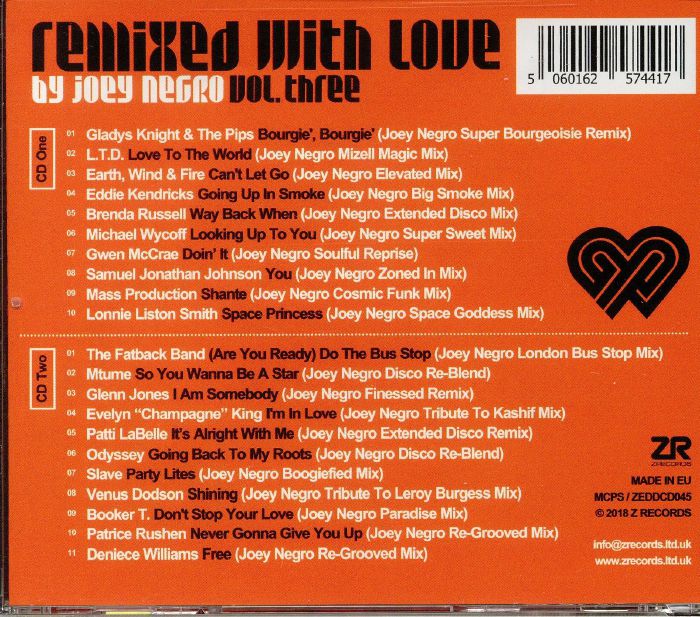 remixed with love
by joey negro vol. three
5 060162 574417
CD One
01 Gladys Knight & The Pips Bourgie', Bourgie' (Joey Negro Super Bourgeoisie Remix)
02 L.T.D. Love To The World (Joey Negro Mizell Magic Mix)
03 Earth, Wind & Fire Can't Let Go (Joey Negro Elevated Mix)
04 Eddie Kendricks Going Up In Smoke (Joey Negro Big Smoke Mix)
05 Brenda Russell Way Back When (Joey Negro Extended Disco Mix)
06 Michael Wycoff Looking Up To You (Joey Negro Super Sweet Mix)
07 Gwen McCrae Doin' It (Joey Negro Soulful Reprise)
08 Samuel Jonathan Johnson You (Joey Negro Zoned In Mix)
09 Mass Production Shante (Joey Negro Cosmic Funk Mix)
10 Lonnie Liston Smith Space Princess (Joey Negro Space Goddess Mix)
CD Two
01 The Fatback Band (Are You Ready) Do The Bus Stop (Joey Negro London Bus Stop Mix)
02 Mtume So You Wanna Be A Star (Joey Negro Disco Re-Blend)
03 Glenn Jones I Am Somebody (Joey Negro Finessed Remix)
04 Evelyn “Champagne” King I'm In Love (Joey Negro Tribute To Kashif Mix)
05 Patti LaBelle It's Alright With Me (Joey Negro Extended Disco Remix)
06 Odyssey Going Back To My Roots (Joey Negro Disco Re-Blend)
07 Slave Party Lites (Joey Negro Boogiefied Mix)
08 Venus Dodson Shining (Joey Negro Tribute To Leroy Burgess Mix)
09 Booker T. Don't Stop Your Love (Joey Negro Paradise Mix)
10 Patrice Rushen Never Gonna Give You Up (Joey Negro Re-Grooved Mix)
11 Deniece Williams Free (Joey Negro Re-Grooved Mix)
ZR
ZRECORDS
MADE IN EU
MCPS / ZEDDCD045
© 2018 Z RECORDS
info@zrecords.ltd.uk
www.zrecords.ltd.uk